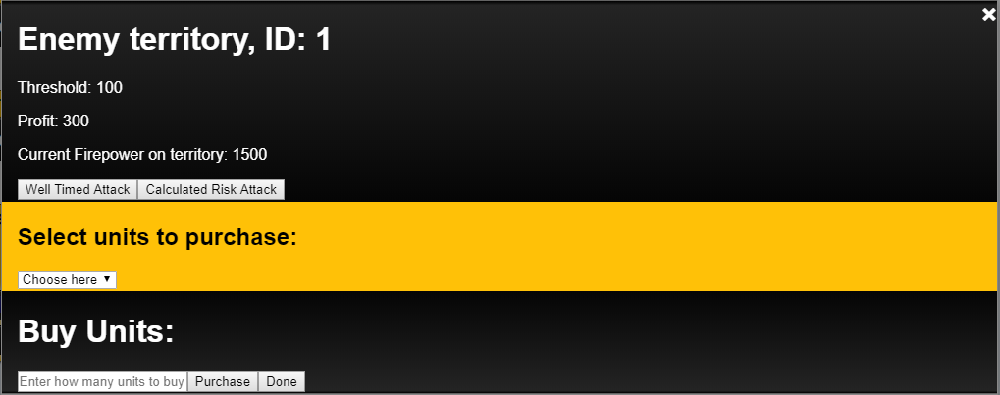 Enemy territory, ID: 1
Threshold: 100
Profit: 300
Current Firepower on territory: 1500
Well Timed Attack Calculated Risk Attack
Select units to purchase:
Choose here
Buy Units:
Enter how many units to buy Purchase Done